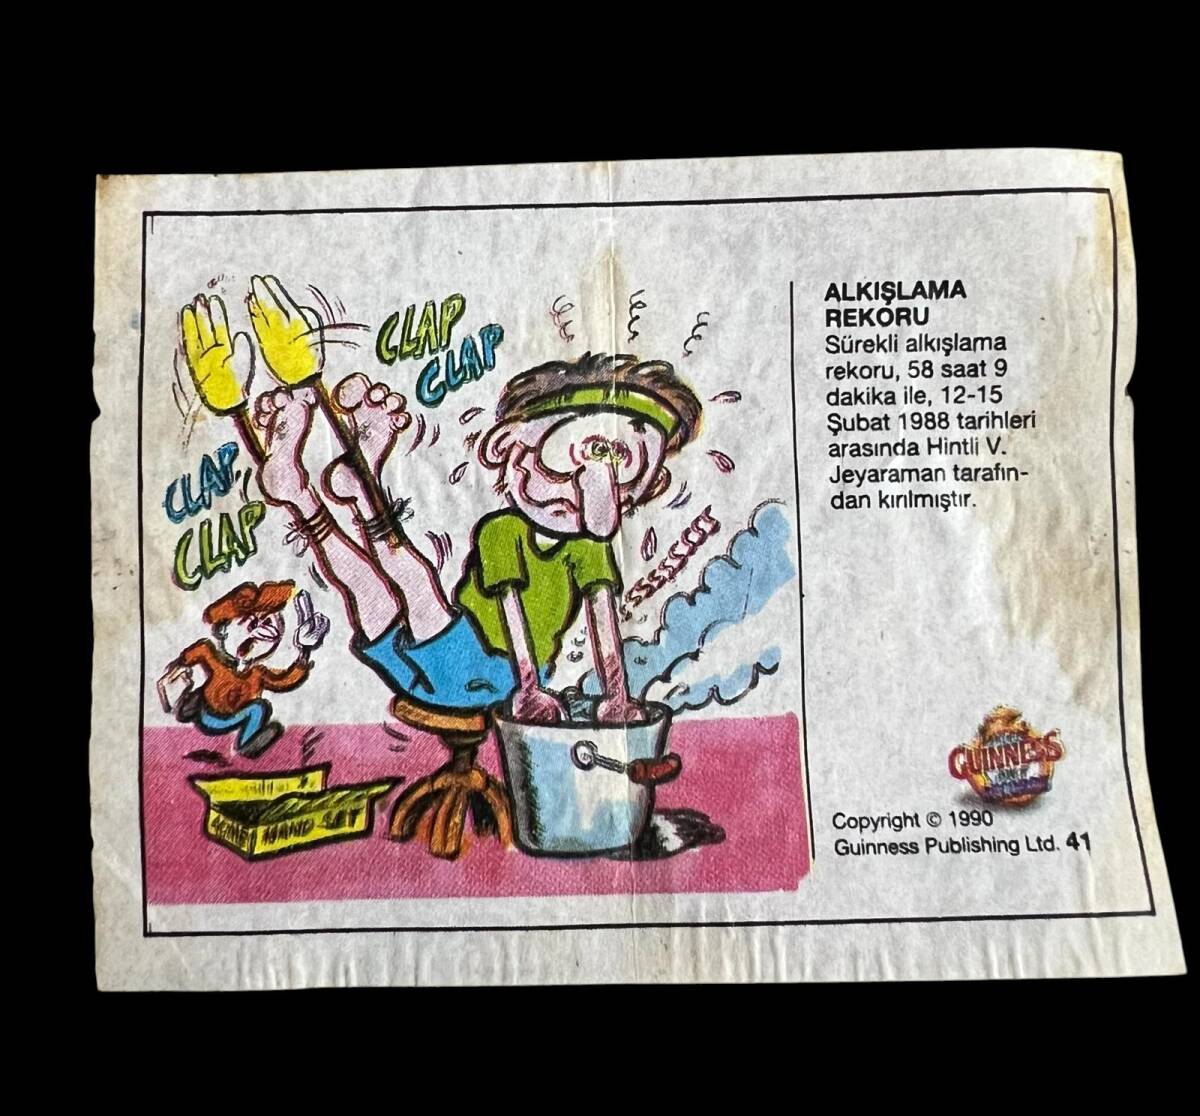 CLAP
CLAP
CLAP
CLAP
HAND SET
ALKIŞLAMA
REKORU
Sürekli alkışlama
rekoru, 58 saat 9
dakika ile, 12-15
Şubat 1988 tarihleri
arasında Hintli V.
Jeyaraman tarafın-
dan kırılmıştır.
GUINNESS
Copyright © 1990
Guinness Publishing Ltd. 41